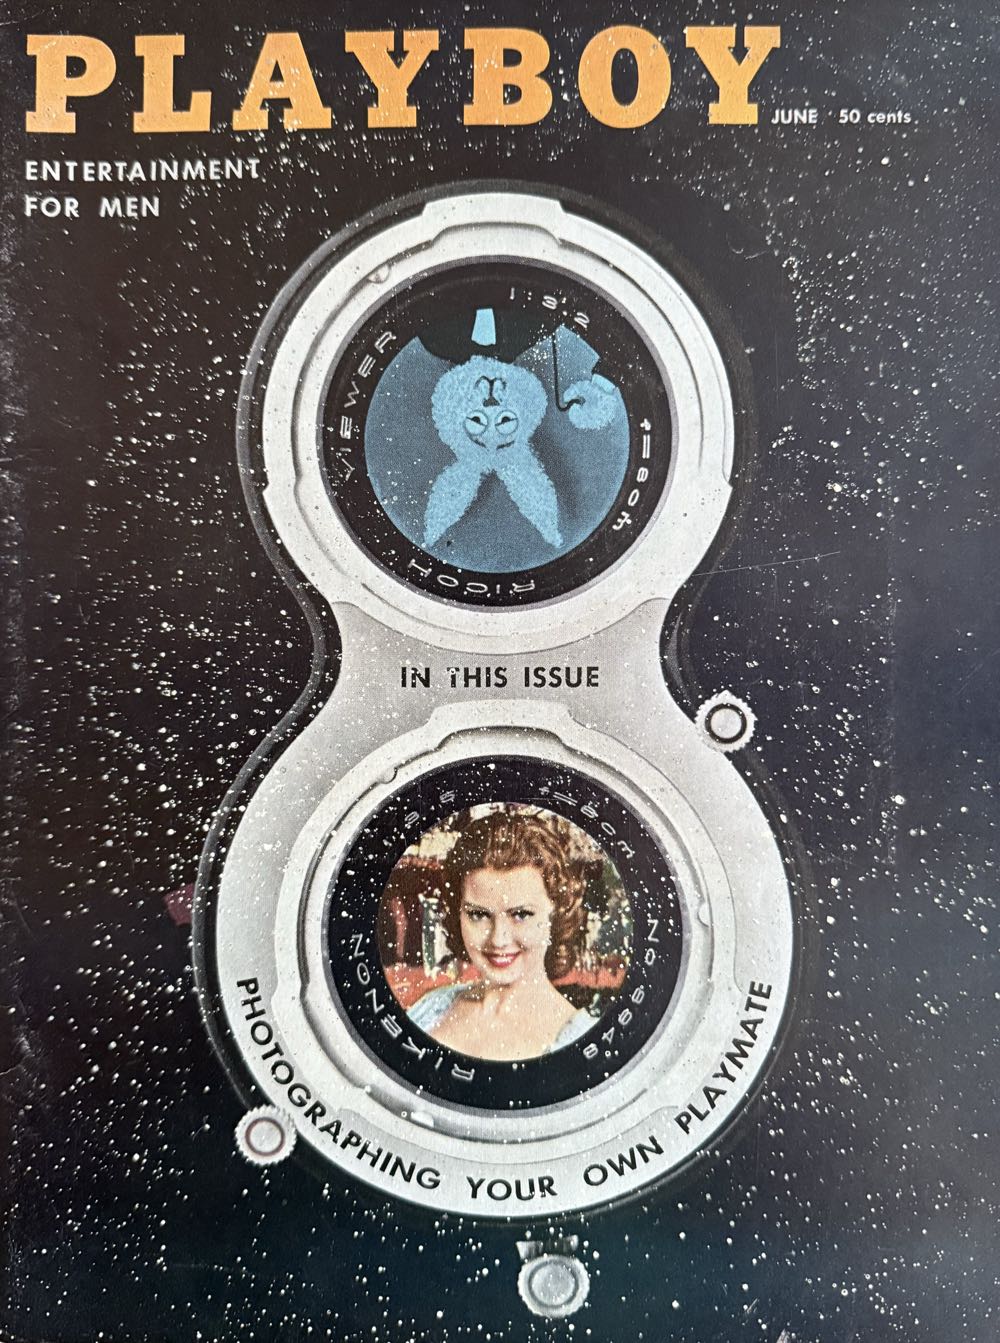 PLAYBOY
JUNE 50 cents
ENTERTAINMENT
FOR MEN
VIEWER 1:3.2 f=80m
RICOH
IN THIS ISSUE
f=8cm
RIKENON No 9948
PHOTOGRAPHING YOUR OWN PLAYMATE